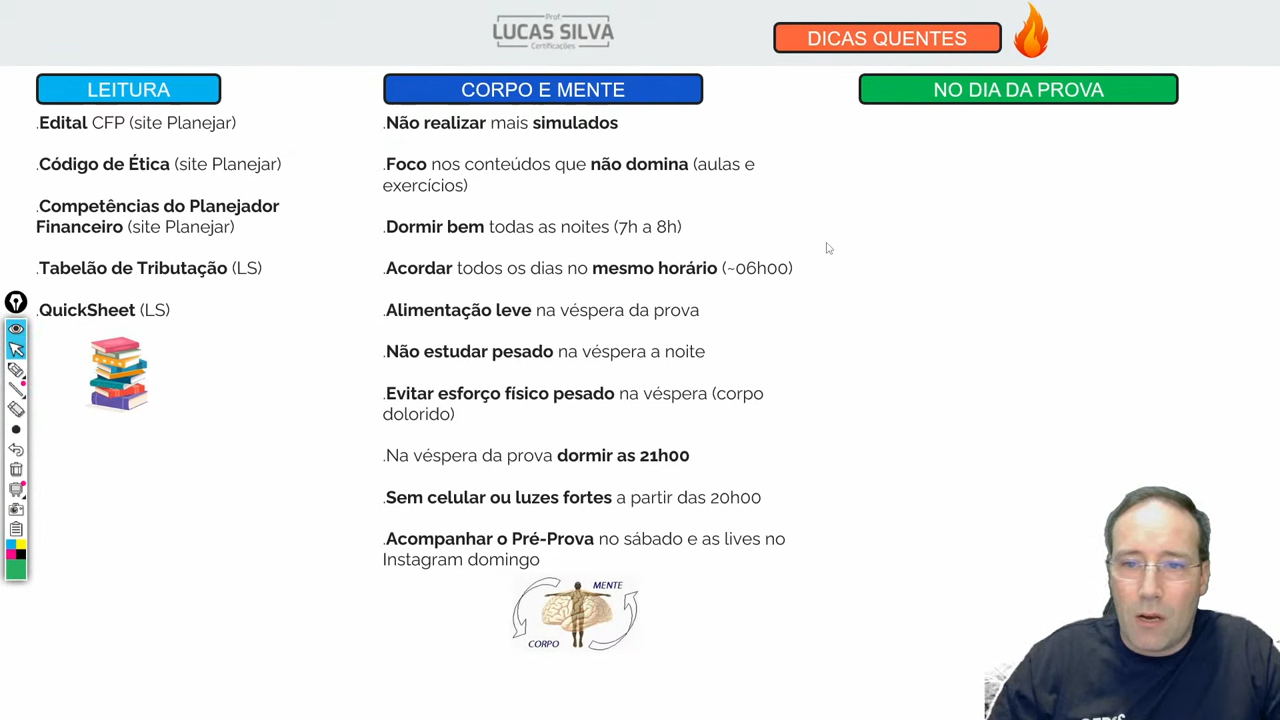 Prof.
LUCAS SILVA
Certificações
DICAS QUENTES
LEITURA
.Edital CFP (site Planejar)
.Código de Ética (site Planejar)
.Competências do Planejador
Financeiro (site Planejar)
.Tabelão de Tributação (LS)
.QuickSheet (LS)
CORPO E MENTE
.Não realizar mais simulados
.Foco nos conteúdos que não domina (aulas e
exercícios)
.Dormir bem todas as noites (7h a 8h)
.Acordar todos os dias no mesmo horário (~06h00)
.Alimentação leve na véspera da prova
.Não estudar pesado na véspera a noite
.Evitar esforço físico pesado na véspera (corpo
dolorido)
.Na véspera da prova dormir as 21h00
.Sem celular ou luzes fortes a partir das 20h00
.Acompanhar o Pré-Prova no sábado e as lives no
Instagram domingo
MENTE
CORPO
NO DIA DA PROVA